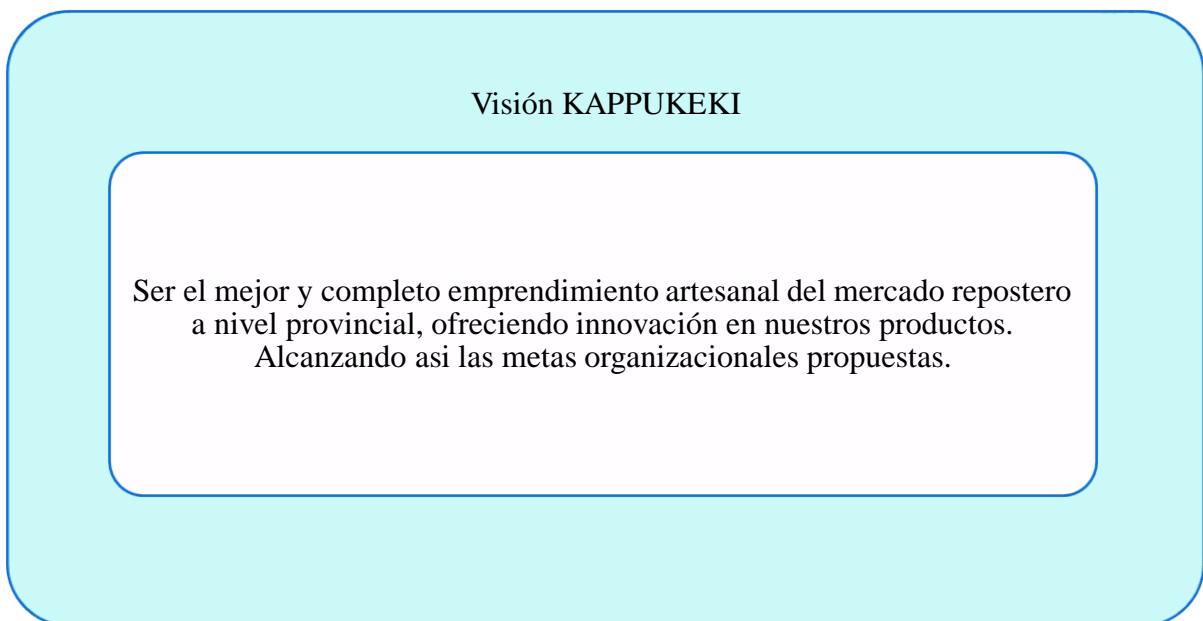 Visión KAPPUKEKI
Ser el mejor y completo emprendimiento artesanal del mercado repostero
a nivel provincial, ofreciendo innovación en nuestros productos.
Alcanzando asi las metas organizacionales propuestas.